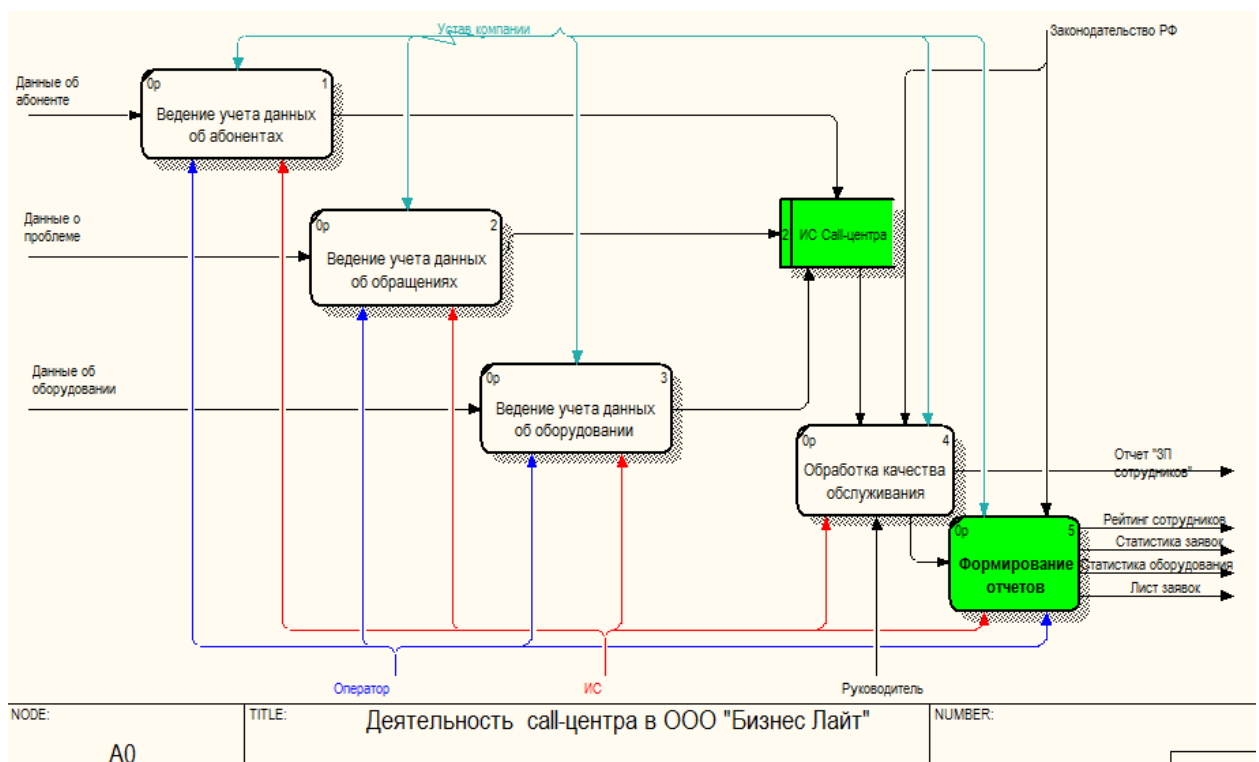 Устав компании
Законодательство РФ
Данные об
абоненте
0р
1
Ведение учета данных
об абонентах
Данные о
проблеме
0р
2
Ведение учета данных
об обращениях
2
ИС Call-центра
Данные об
оборудовании
0р
3
Ведение учета данных
об оборудовании
0р
4
Обработка качества
обслуживания
Отчет "ЗП
сотрудников"
0р
5
Формирование
отчетов
Рейтинг сотрудников
Статистика заявок
Статистика оборудования
Лист заявок
Оператор
ИС
Руководитель
NODE:
A0
TITLE:
Деятельность call-центра в ООО "Бизнес Лайт"
NUMBER: